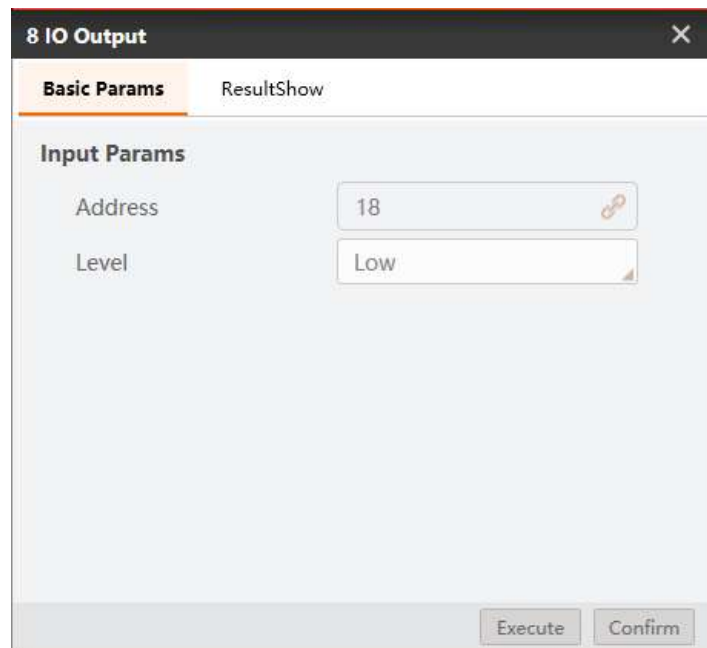 8 IO Output
Basic Params ResultShow
Input Params
Address 18
Level Low
Execute Confirm